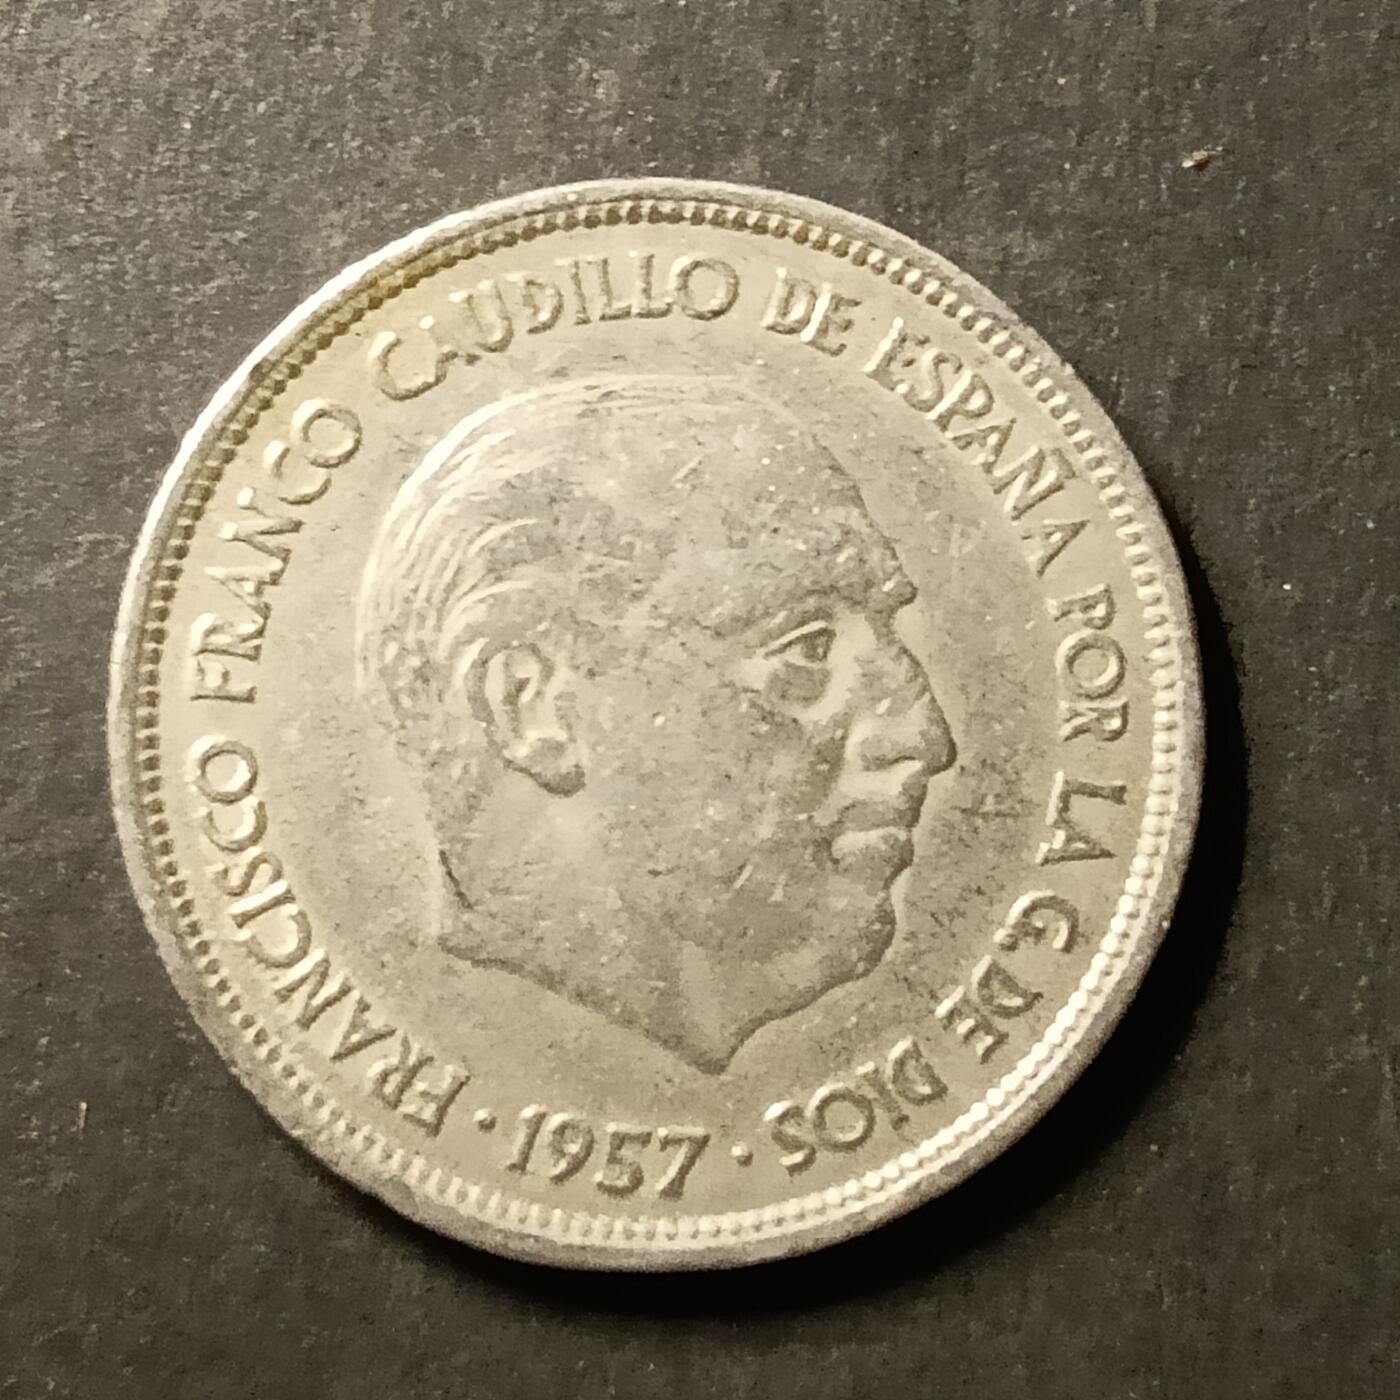 FRANCISCO FRANCO CAUDILLO DE ESPAÑA POR LA G. DE DIOS
· 1957 ·